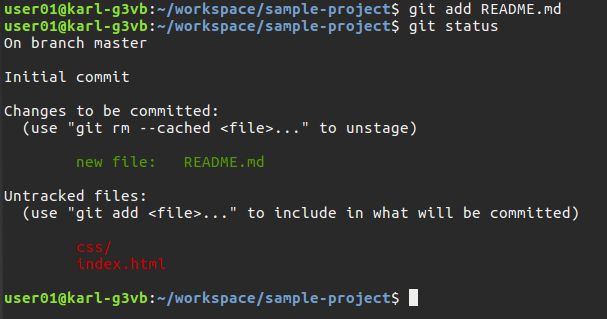 user01@karl-g3vb:~/workspace/sample-project$ git add README.md
user01@karl-g3vb:~/workspace/sample-project$ git status
On branch master
Initial commit
Changes to be committed:
  (use "git rm --cached <file>..." to unstage)
        new file:   README.md
Untracked files:
  (use "git add <file>..." to include in what will be committed)
        css/
        index.html
user01@karl-g3vb:~/workspace/sample-project$